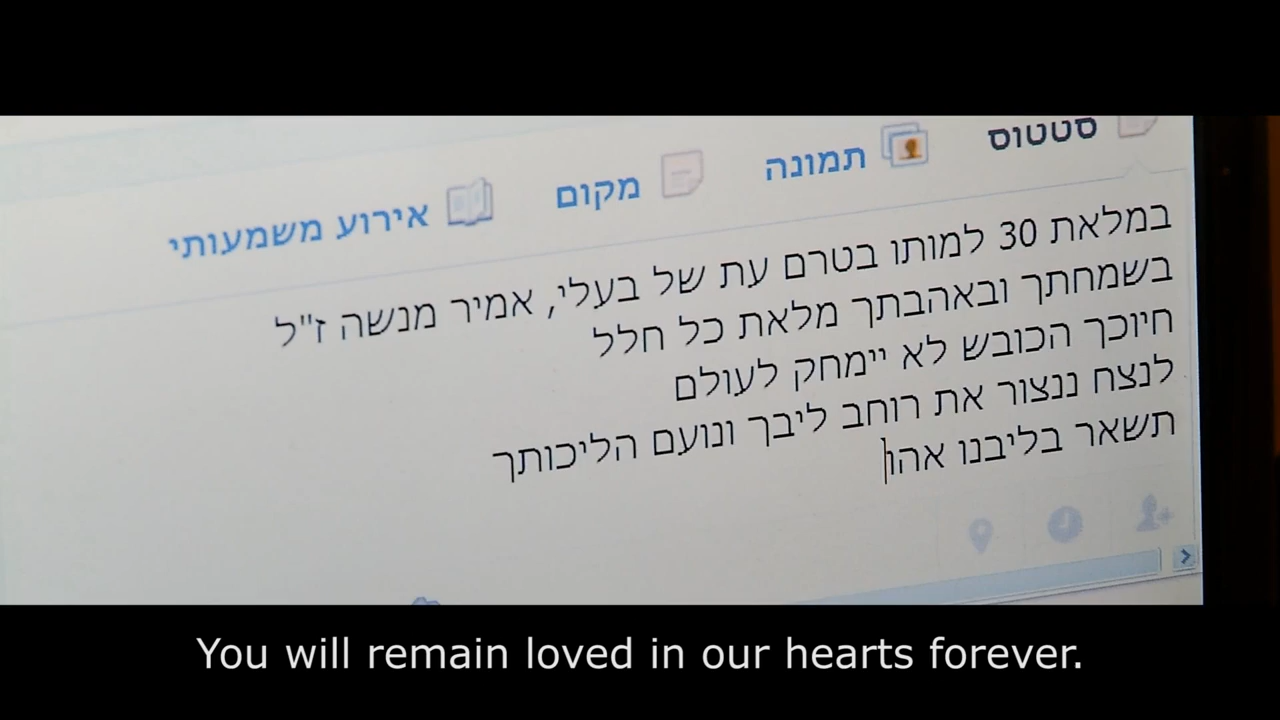 סטטוס תמונה מקום אירוע משמעותי
במלאת 30 למותו בטרם עת של בעלי, אמיר מנשה ז"ל
בשמחתך ובאהבתך מלאת כל חלל
חיוכך הכובש לא יימחק לעולם
לנצח ננצור את רוחב ליבך ונועם הליכותך
תשאר בליבנו אהו
You will remain loved in our hearts forever.